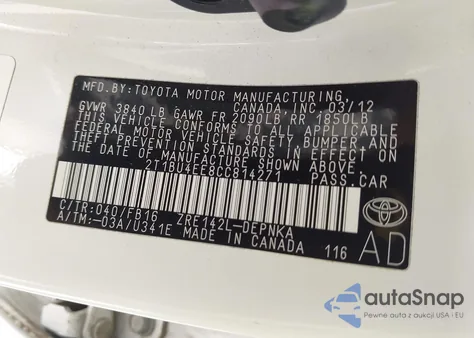 MFD.BY:TOYOTA MOTOR MANUFACTURING,
CANADA INC. 03/12
GVWR 3840 LB GAWR FR 2090LB RR 1850LB
THIS VEHICLE CONFORMS TO ALL APPLICABLE
FEDERAL MOTOR VEHICLE SAFETY, BUMPER, AND
THEFT PREVENTION STANDARDS IN EFFECT ON
THE DATE OF MANUFACTURE SHOWN ABOVE.
2T1BU4EE8CC814271 PASS.CAR
C/TR:040/FB16 ZRE142L-DEPNKA
A/TM:-03A/U341E MADE IN CANADA 116
TOYOTA
AD
autoSnap
Pewne auta z aukcji USA i EU